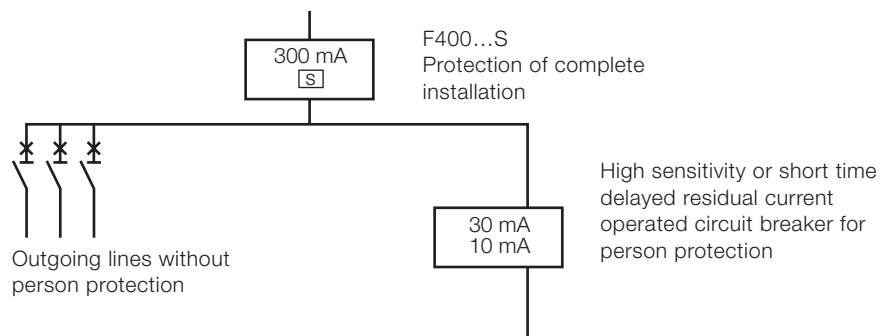 300 mA
S
F400...S
Protection of complete
installation
High sensitivity or short time
delayed residual current
operated circuit breaker for
person protection
30 mA
10 mA
Outgoing lines without
person protection